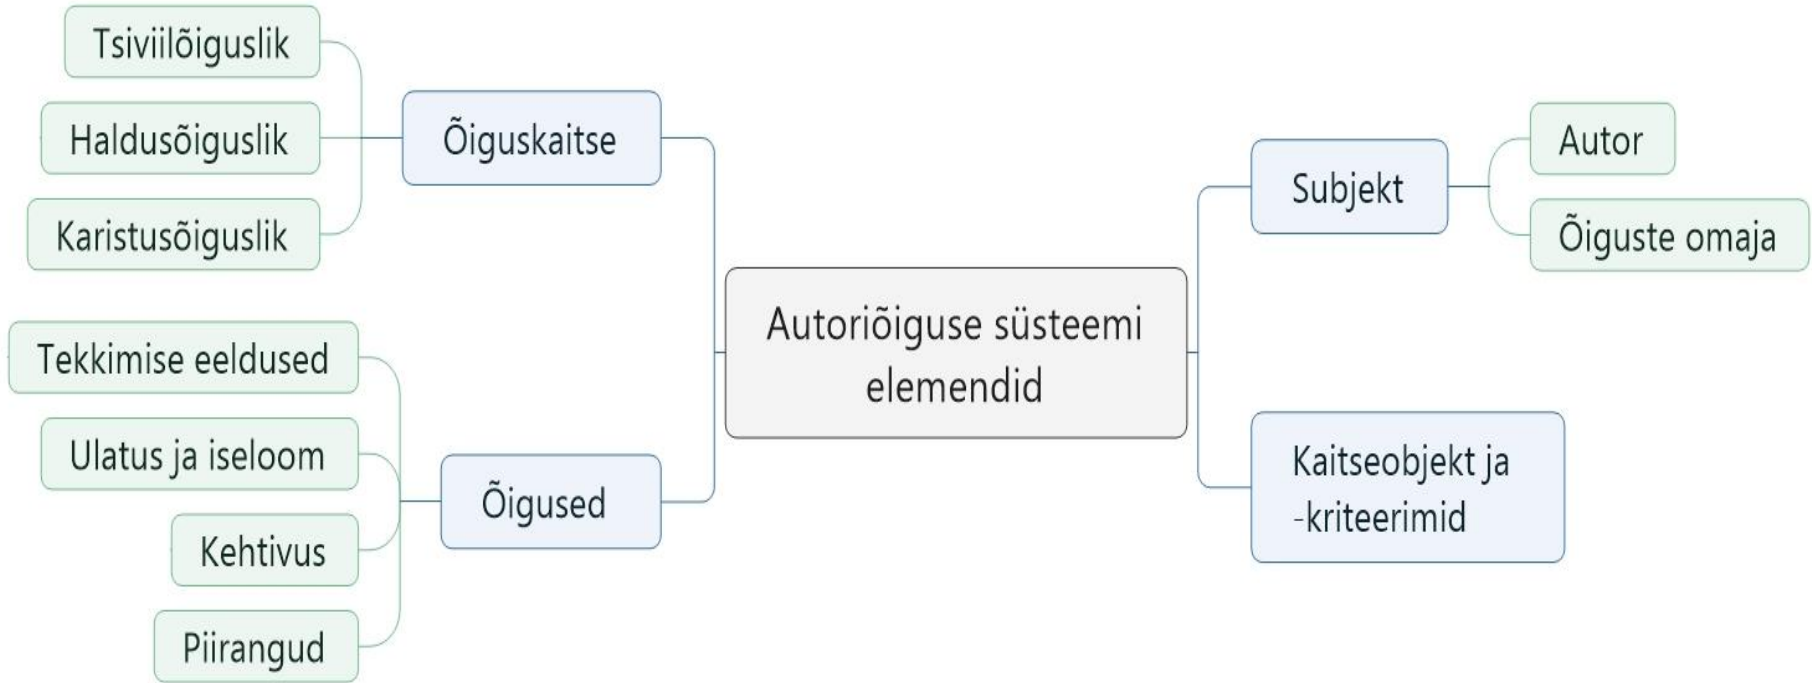 Tsiviilõiguslik
Haldusõiguslik
Karistusõiguslik
Õiguskaitse
Tekkimise eeldused
Ulatus ja iseloom
Kehtivus
Piirangud
Õigused
Autoriõiguse süsteemi
elemendid
Subjekt
Autor
Õiguste omaja
Kaitseobjekt ja
-kriteerimid